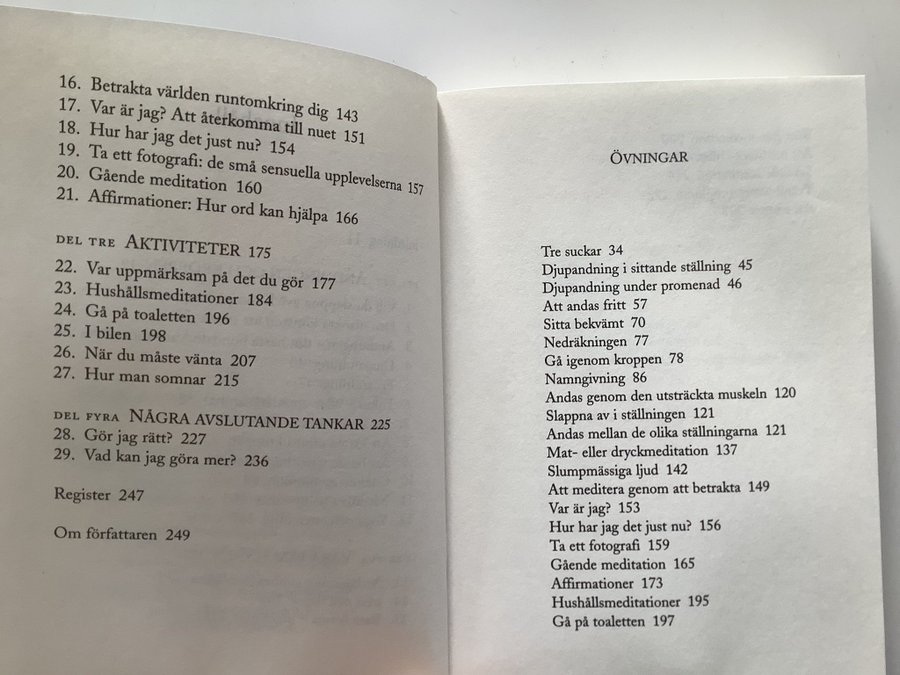 16. Betrakta världen runtomkring dig 143
17. Var är jag? Att återkomma till nuet 151
18. Hur har jag det just nu? 154
19. Ta ett fotografi: de små sensuella upplevelserna 157
20. Gående meditation 160
21. Affirmationer: Hur ord kan hjälpa 166
DEL TRE AKTIVITETER 175
22. Var uppmärksam på det du gör 177
23. Hushållsmeditationer 184
24. Gå på toaletten 196
25. I bilen 198
26. När du måste vänta 207
27. Hur man somnar 215
DEL FYRA NÅGRA AVSLUTANDE TANKAR 225
28. Gör jag rätt? 227
29. Vad kan jag göra mer? 236
Register 247
Om författaren 249
ÖVNINGAR
Tre suckar 34
Djupandning i sittande ställning 45
Djupandning under promenad 46
Att andas fritt 57
Sitta bekvämt 70
Nedräkningen 77
Gå igenom kroppen 78
Namngivning 86
Andas genom den utsträckta muskeln 120
Slappna av i ställningen 121
Andas mellan de olika ställningarna 121
Mat- eller dryckmeditation 137
Slumpmässiga ljud 142
Att meditera genom att betrakta 149
Var är jag? 153
Hur har jag det just nu? 156
Ta ett fotografi 159
Gående meditation 165
Affirmationer 173
Hushållsmeditationer 195
Gå på toaletten 197